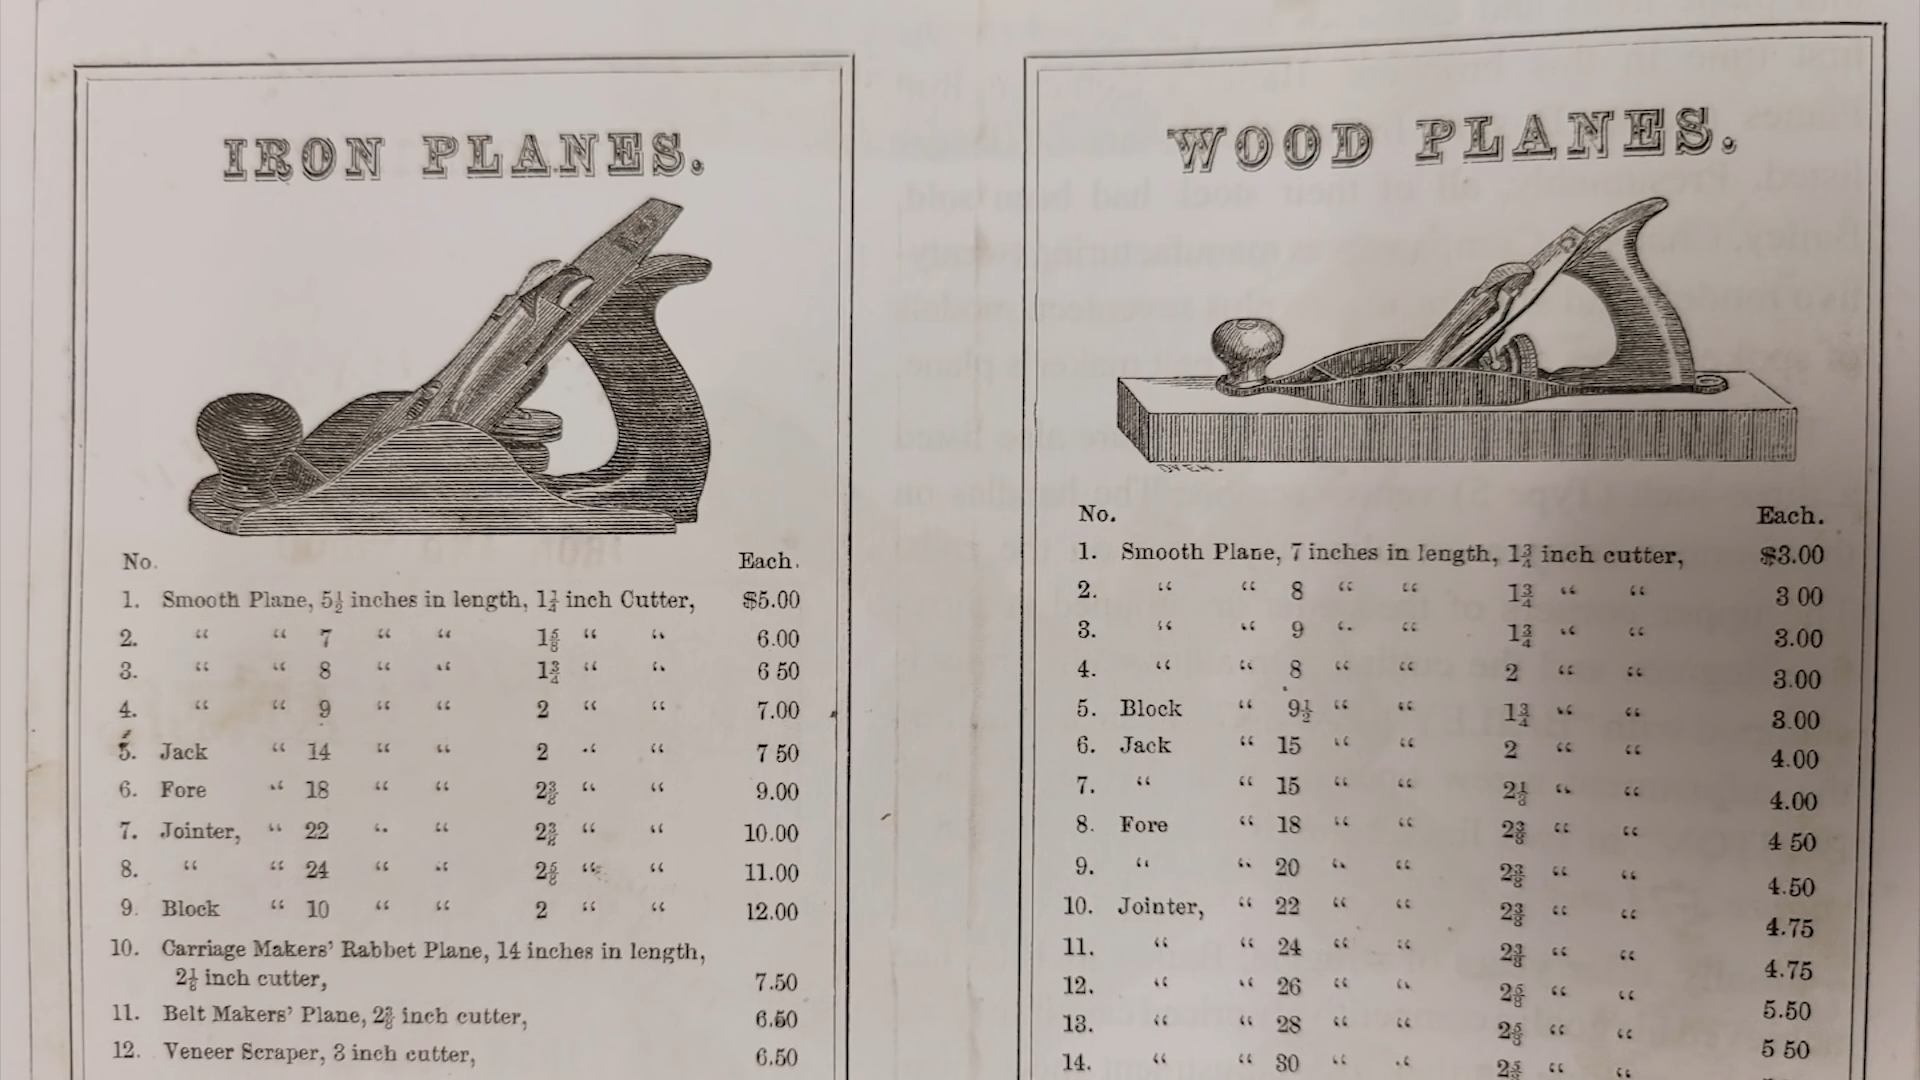 IRON PLANES.
No. Each.
1. Smooth Plane, 5½ inches in length, 1¼ inch Cutter, $5.00
2. “ “ 7 “ “ 1⅝ “ “ 6.00
3. “ “ 8 “ “ 1¾ “ “ 6 50
4. “ “ 9 “ “ 2 “ “ 7.00
5. Jack “ 14 “ “ 2 “ “ 7 50
6. Fore “ 18 “ “ 2⅜ “ “ 9.00
7. Jointer, “ 22 “ “ 2⅜ “ “ 10.00
8. “ “ 24 “ “ 2⅝ “ “ 11.00
9. Block “ 10 “ “ 2 “ “ 12.00
10. Carriage Makers’ Rabbet Plane, 14 inches in length,
2⅛ inch cutter, 7.50
11. Belt Makers’ Plane, 2⅜ inch cutter, 6.50
12. Veneer Scraper, 3 inch cutter, 6.50
WOOD PLANES.
No. Each.
1. Smooth Plane, 7 inches in length, 1¾ inch cutter, $3.00
2. “ “ 8 “ “ 1¾ “ “ 3 00
3. “ “ 9 “ “ 1¾ “ “ 3.00
4. “ “ 8 “ “ 2 “ “ 3.00
5. Block “ 9½ “ “ 1¾ “ “ 3.00
6. Jack “ 15 “ “ 2 “ “ 4.00
7. “ “ 15 “ “ 2⅛ “ “ 4.00
8. Fore “ 18 “ “ 2⅜ “ “ 4 50
9. “ “ 20 “ “ 2⅜ “ “ 4.50
10. Jointer, “ 22 “ “ 2⅜ “ “ 4.75
11. “ “ 24 “ “ 2⅜ “ “ 4.75
12. “ “ 26 “ “ 2⅝ “ “ 5.50
13. “ “ 28 “ “ 2⅝ “ “ 5 50
14. “ “ 30 “ “ 2⅝ “ “